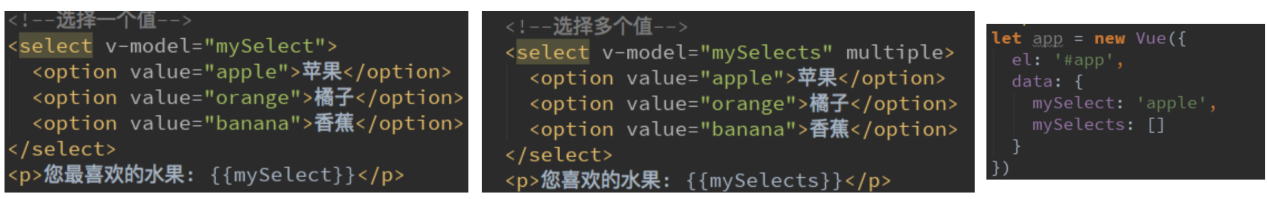 <!--选择一个值-->
<select v-model="mySelect">
  <option value="apple">苹果</option>
  <option value="orange">橘子</option>
  <option value="banana">香蕉</option>
</select>
<p>您最喜欢的水果: {{mySelect}}</p>
<!--选择多个值-->
<select v-model="mySelects" multiple>
  <option value="apple">苹果</option>
  <option value="orange">橘子</option>
  <option value="banana">香蕉</option>
</select>
<p>您喜欢的水果: {{mySelects}}</p>
let app = new Vue({
  el: '#app',
  data: {
    mySelect: 'apple',
    mySelects: []
  }
})